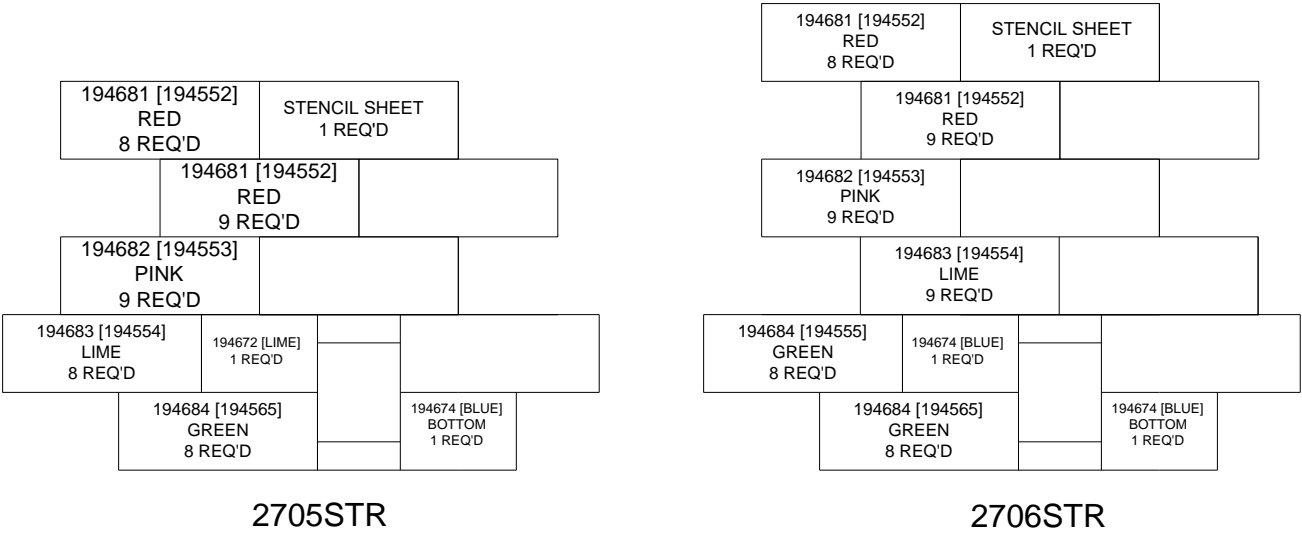 194681 [194552]
RED
8 REQ'D
STENCIL SHEET
1 REQ'D
194681 [194552]
RED
9 REQ'D
194682 [194553]
PINK
9 REQ'D
194683 [194554]
LIME
8 REQ'D
194672 [LIME]
1 REQ'D
194684 [194565]
GREEN
8 REQ'D
194674 [BLUE]
BOTTOM
1 REQ'D
2705STR
194681 [194552]
RED
8 REQ'D
STENCIL SHEET
1 REQ'D
194681 [194552]
RED
9 REQ'D
194682 [194553]
PINK
9 REQ'D
194683 [194554]
LIME
9 REQ'D
194684 [194555]
GREEN
8 REQ'D
194674 [BLUE]
1 REQ'D
194684 [194565]
GREEN
8 REQ'D
194674 [BLUE]
BOTTOM
1 REQ'D
2706STR